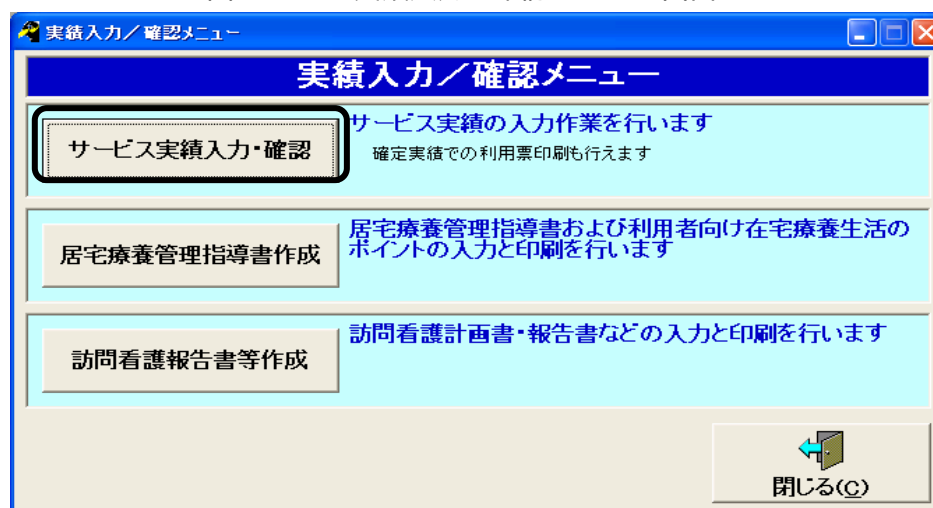 実績入力／確認メニュー
実績入力／確認メニュー
サービス実績入力・確認
サービス実績の入力作業を行います
確定実績での利用票印刷も行えます
居宅療養管理指導書作成
居宅療養管理指導書および利用者向け在宅療養生活の
ポイントの入力と印刷を行います
訪問看護報告書等作成
訪問看護計画書・報告書などの入力と印刷を行います
閉じる(C)